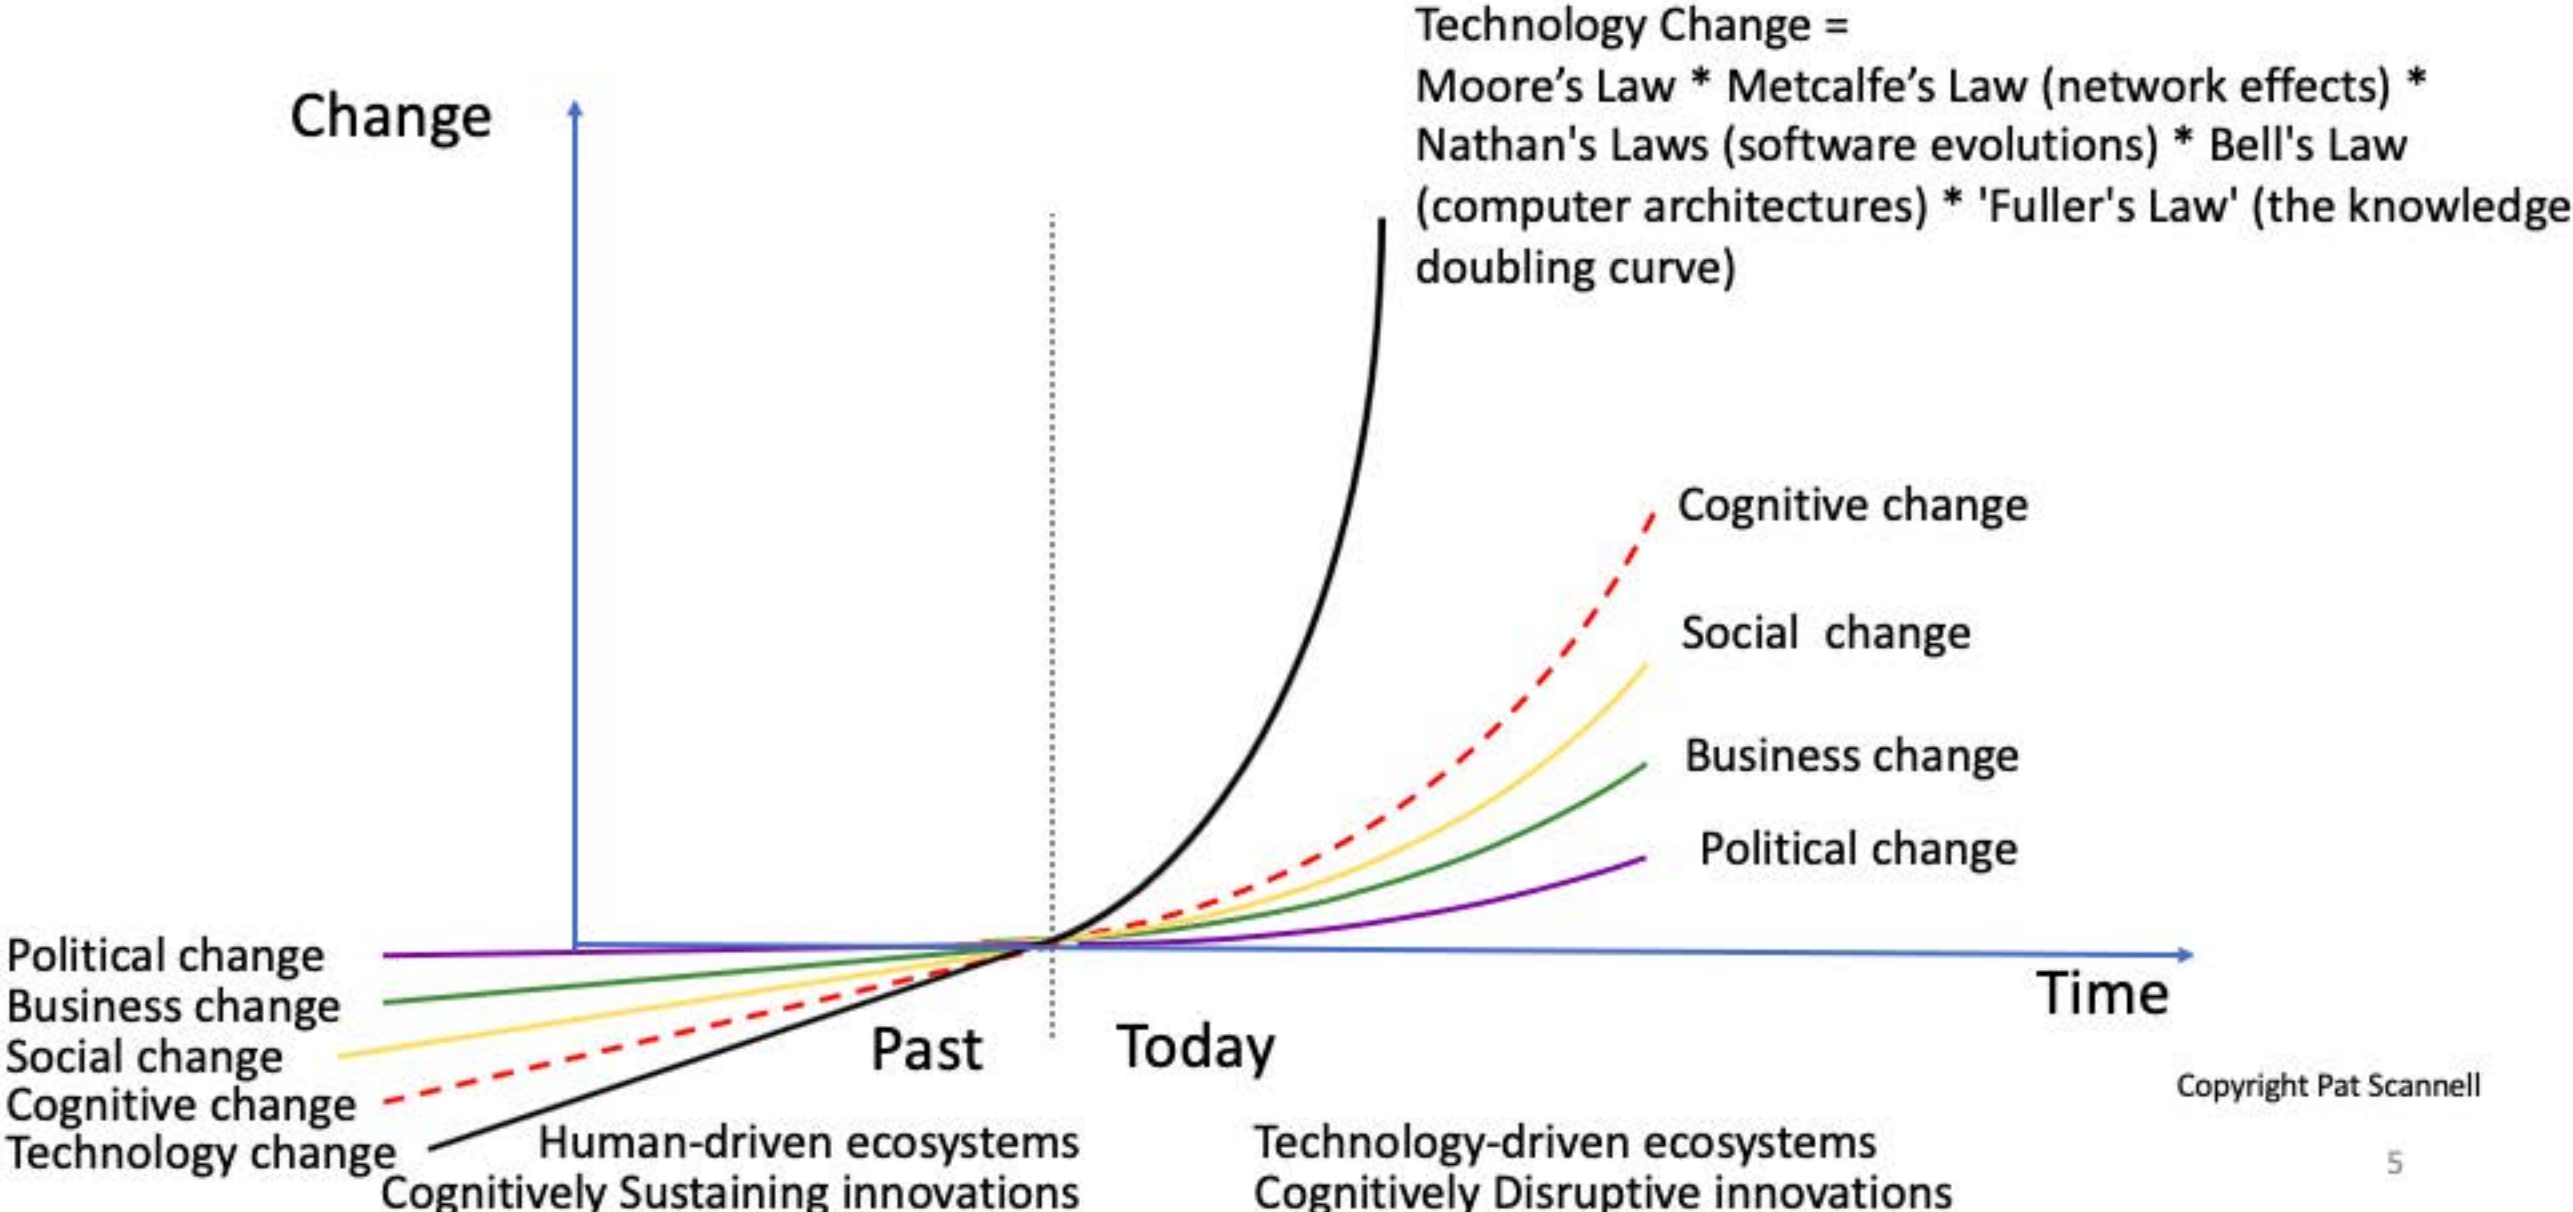 Technology Change =
Moore’s Law * Metcalfe’s Law (network effects) *
Nathan's Laws (software evolutions) * Bell's Law
(computer architectures) * 'Fuller's Law' (the knowledge
doubling curve)
Change
Cognitive change
Social  change
Business change
Political change
Political change
Business change
Social change
Cognitive change
Technology change
Time
Past
Today
Copyright Pat Scannell
Human-driven ecosystems
Cognitively Sustaining innovations
Technology-driven ecosystems
Cognitively Disruptive innovations
5